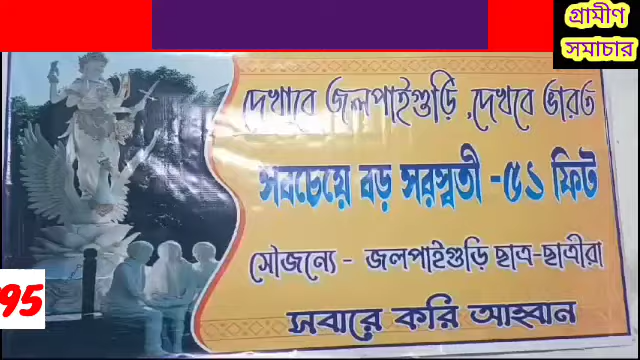 গ্রামীণ
সমাচার
দেখাবে জলপাইগুড়ি ,দেখবে ভারত
সবচেয়ে বড় সরস্বতী -৫১ ফিট
সৌজন্যে - জলপাইগুড়ি ছাত্র-ছাত্রীরা
সবারে করি আহ্বান
95